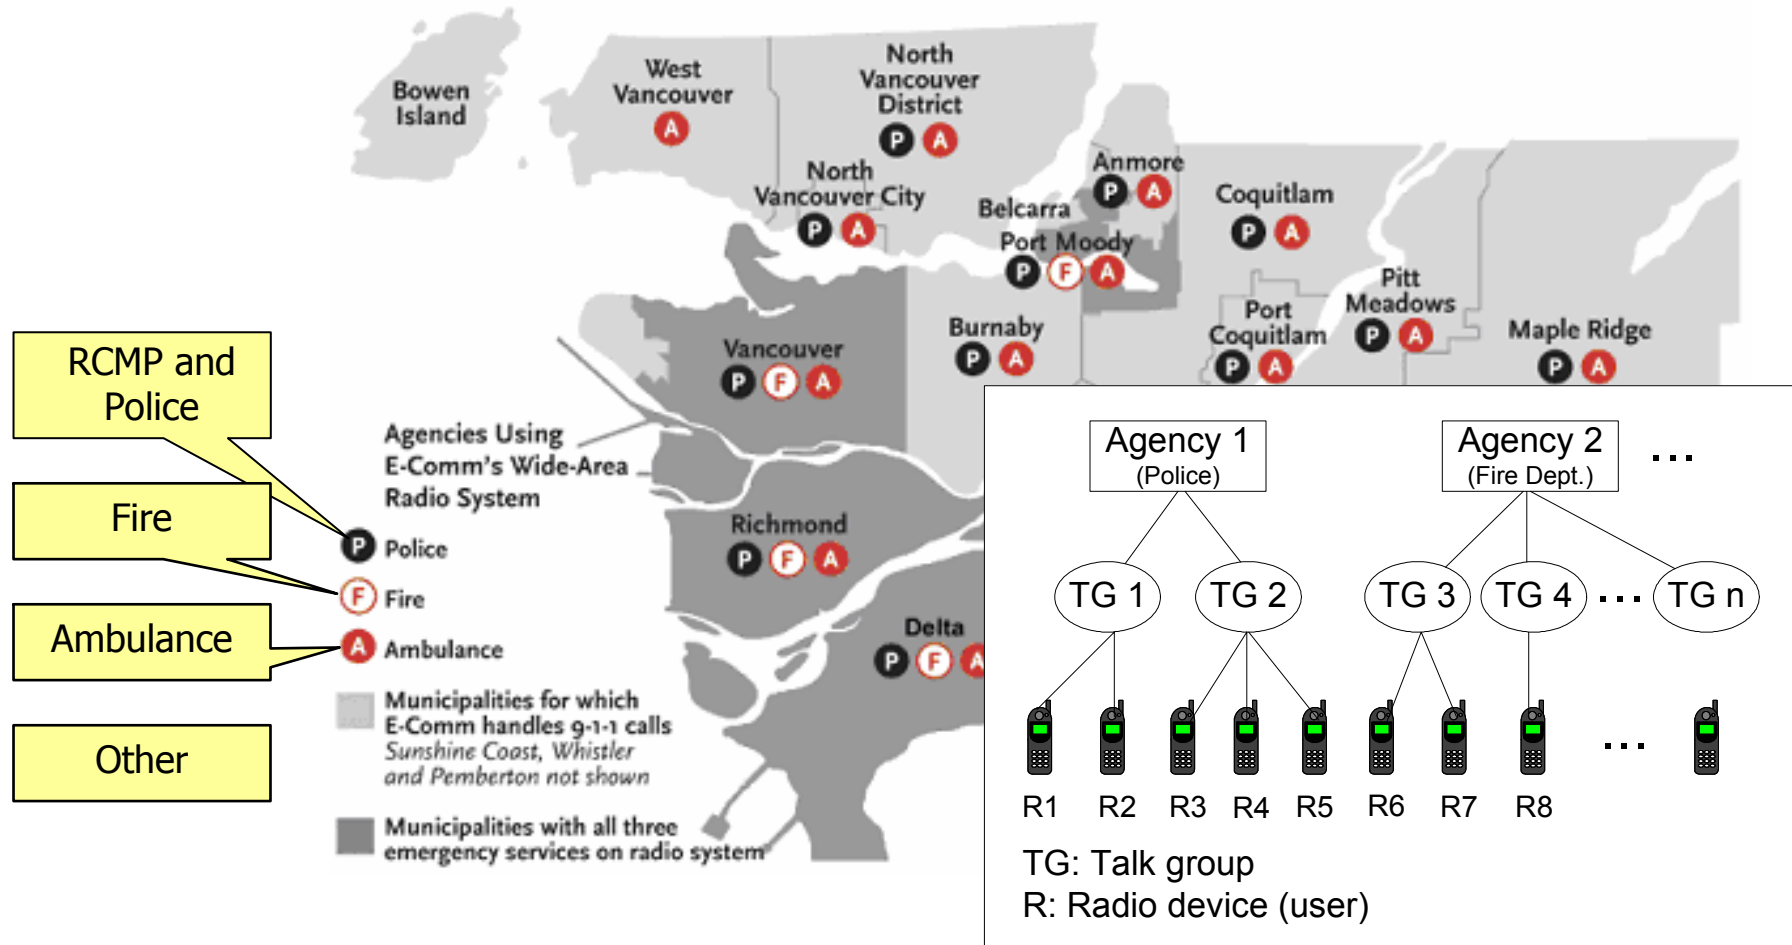 Bowen
Island
West
Vancouver
A
North
Vancouver
District
P A
North
Vancouver City
P A
Anmore
P A
Belcarra
Port Moody
P F A
Coquitlam
P A
Pitt
Meadows
P A
Port
Coquitlam
P A
Maple Ridge
P A
Burnaby
P A
Vancouver
P F A
Richmond
P F A
Delta
P F A
RCMP and
Police
Fire
Ambulance
Other
Agencies Using
E-Comm's Wide-Area
Radio System
P Police
F Fire
A Ambulance
Municipalities for which
E-Comm handles 9-1-1 calls
Sunshine Coast, Whistler
and Pemberton not shown
Municipalities with all three
emergency services on radio system
Agency 1
(Police)
Agency 2
(Fire Dept.)
...
TG 1
TG 2
TG 3
TG 4
...
TG n
...
R1 R2 R3 R4 R5 R6 R7 R8
TG: Talk group
R: Radio device (user)